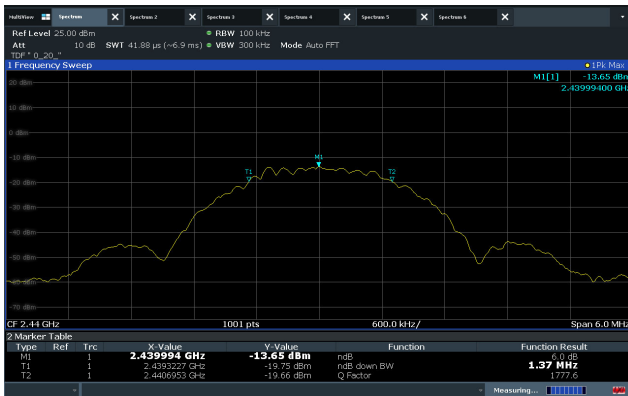 MultiView Spectrum X Spectrum 2 X Spectrum 3 X Spectrum 4 X Spectrum 5 X Spectrum 6 X
Ref Level 25.00 dBm RBW 100 kHz
Att 10 dB SWT 41.88 µs (~6.9 ms) VBW 300 kHz Mode Auto FFT
TDF " 0_20_"
1 Frequency Sweep 1Pk Max
M1[1] -13.65 dBm
2.43999400 GHz
20 dBm
10 dBm
0 dBm
-10 dBm
M1
T1 T2
-20 dBm
-30 dBm
-40 dBm
-50 dBm
-60 dBm
-70 dBm
CF 2.44 GHz 1001 pts 600.0 kHz/ Span 6.0 MHz
2 Marker Table
Type Ref Trc X-Value Y-Value Function Function Result
M1 1 2.439994 GHz -13.65 dBm ndB 6.0 dB
T1 1 2.4393227 GHz -19.75 dBm ndB down BW 1.37 MHz
T2 1 2.4406953 GHz -19.66 dBm Q Factor 1777.6
Measuring...